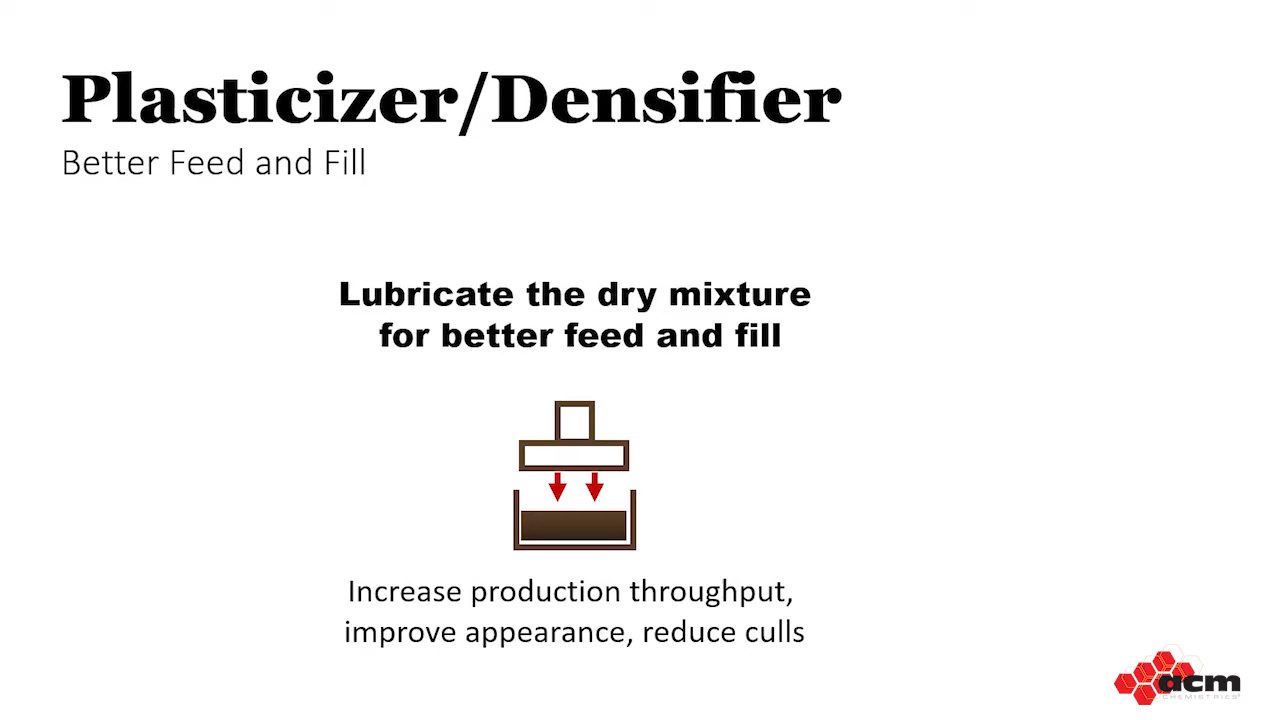 Plasticizer/Densifier
Better Feed and Fill
Lubricate the dry mixture
for better feed and fill
Increase production throughput,
improve appearance, reduce culls
acm
CHEMISTRIES